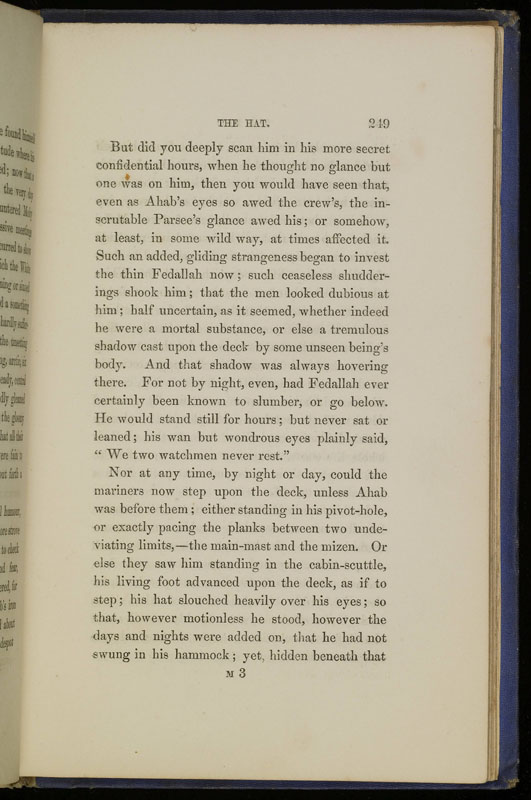 THE HAT. 249
But did you deeply scan him in his more secret
confidential hours, when he thought no glance but
one was on him, then you would have seen that,
even as Ahab's eyes so awed the crew's, the in-
scrutable Parsee's glance awed his; or somehow,
at least, in some wild way, at times affected it.
Such an added, gliding strangeness began to invest
the thin Fedallah now; such ceaseless shudder-
ings shook him; that the men looked dubious at
him; half uncertain, as it seemed, whether indeed
he were a mortal substance, or else a tremulous
shadow cast upon the deck by some unseen being's
body. And that shadow was always hovering
there. For not by night, even, had Fedallah ever
certainly been known to slumber, or go below.
He would stand still for hours; but never sat or
leaned; his wan but wondrous eyes plainly said,
“ We two watchmen never rest.”
Nor at any time, by night or day, could the
mariners now step upon the deck, unless Ahab
was before them; either standing in his pivot-hole,
or exactly pacing the planks between two unde-
viating limits,—the main-mast and the mizen. Or
else they saw him standing in the cabin-scuttle,
his living foot advanced upon the deck, as if to
step; his hat slouched heavily over his eyes; so
that, however motionless he stood, however the
days and nights were added on, that he had not
swung in his hammock; yet, hidden beneath that
M 3